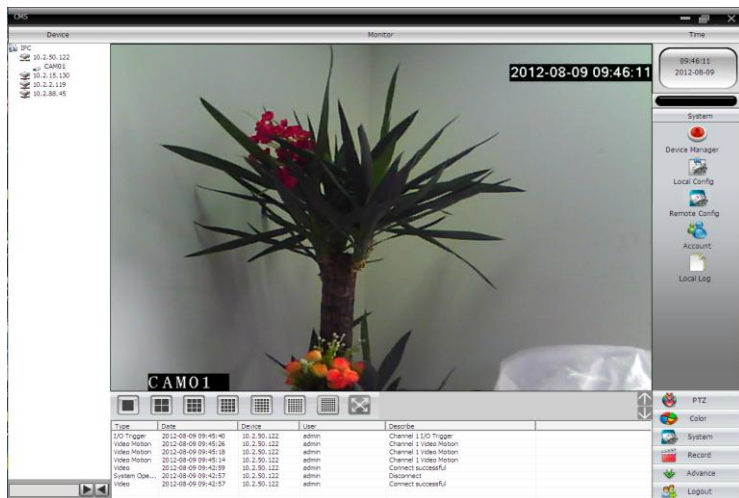 CMS
Device
Monitor
Time
IPC
10.2.50.122
CAM01
10.2.15.130
10.2.2.119
10.2.88.45
2012-08-09 09:46:11
CAM01
09:46:11
2012-08-09
System
Device Manager
Local Config
Remote Config
Account
Local Log
PTZ
Color
System
Record
Advance
Logout
Type Date Device User Describe
I/O Trigger 2012-08-09 09:45:40 10.2.50.122 admin Channel 1 I/O Trigger
Video Motion 2012-08-09 09:45:26 10.2.50.122 admin Channel 1 Video Motion
Video Motion 2012-08-09 09:45:18 10.2.50.122 admin Channel 1 Video Motion
Video Motion 2012-08-09 09:45:14 10.2.50.122 admin Channel 1 Video Motion
Video 2012-08-09 09:42:59 10.2.50.122 admin Connect successful
System Ope... 2012-08-09 09:42:57 10.2.50.122 admin Disconnect
Video 2012-08-09 09:42:57 10.2.50.122 admin Connect successful